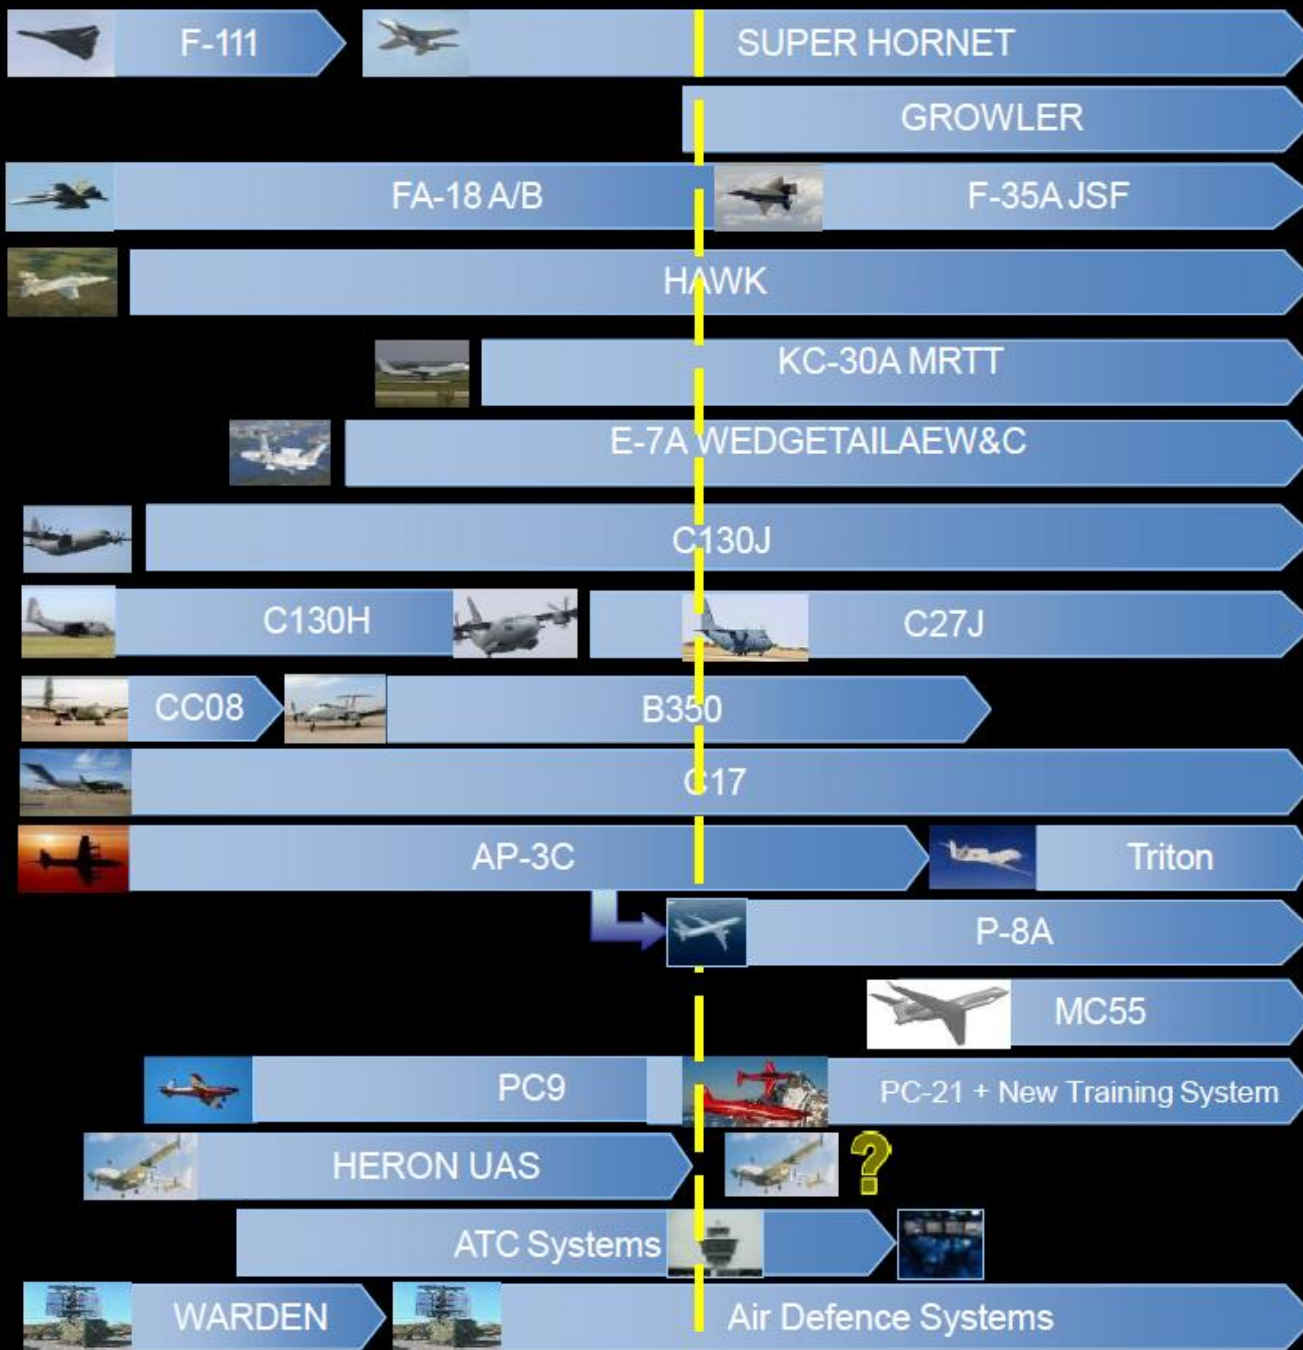 F-111
SUPER HORNET
GROWLER
FA-18 A/B
F-35A JSF
HAWK
KC-30A MRTT
E-7A WEDGETAILAEW&C
C130J
C130H
C27J
CC08
B350
C17
AP-3C
Triton
P-8A
MC55
PC9
PC-21 + New Training System
HERON UAS
?
ATC Systems
WARDEN
Air Defence Systems